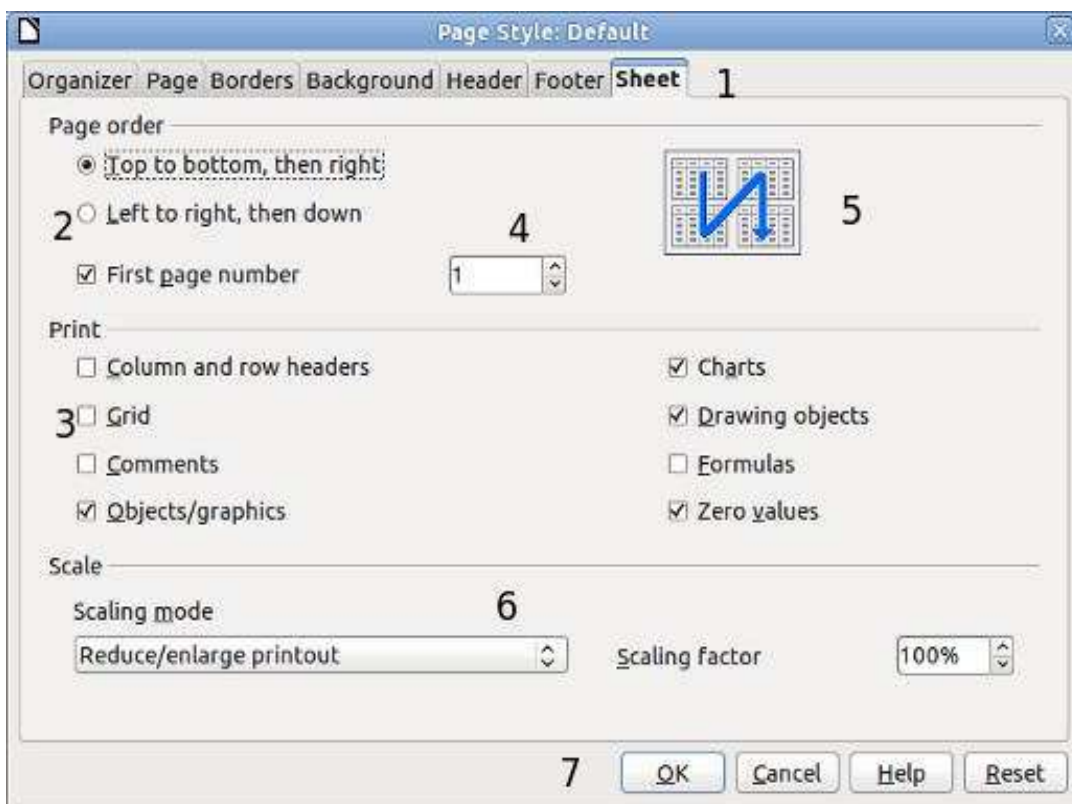 Page Style: Default
Organizer Page Borders Background Header Footer Sheet 1
Page order
Top to bottom, then right
2 Left to right, then down 4 5
First page number 1
Print
Column and row headers Charts
3 Grid Drawing objects
Comments Formulas
Objects/graphics Zero values
Scale
Scaling mode 6
Reduce/enlarge printout Scaling factor 100%
7 OK Cancel Help Reset